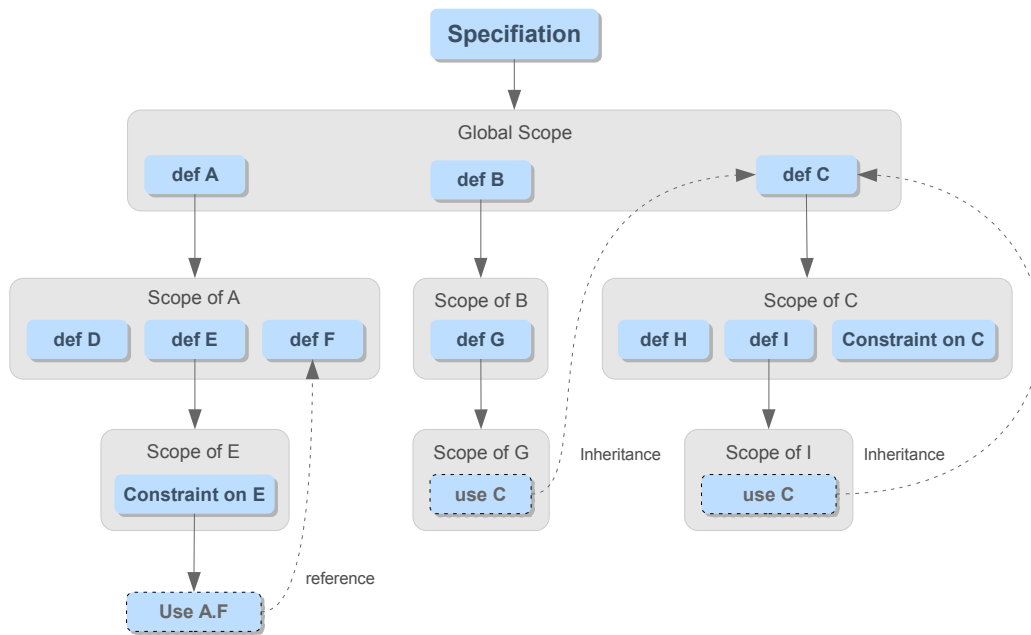 Specifiation
Global Scope
def A
def B
def C
Scope of A
def D
def E
def F
Scope of B
def G
Scope of C
def H
def I
Constraint on C
Scope of E
Constraint on E
Scope of G
use C
Inheritance
Scope of I
use C
Inheritance
reference
Use A.F